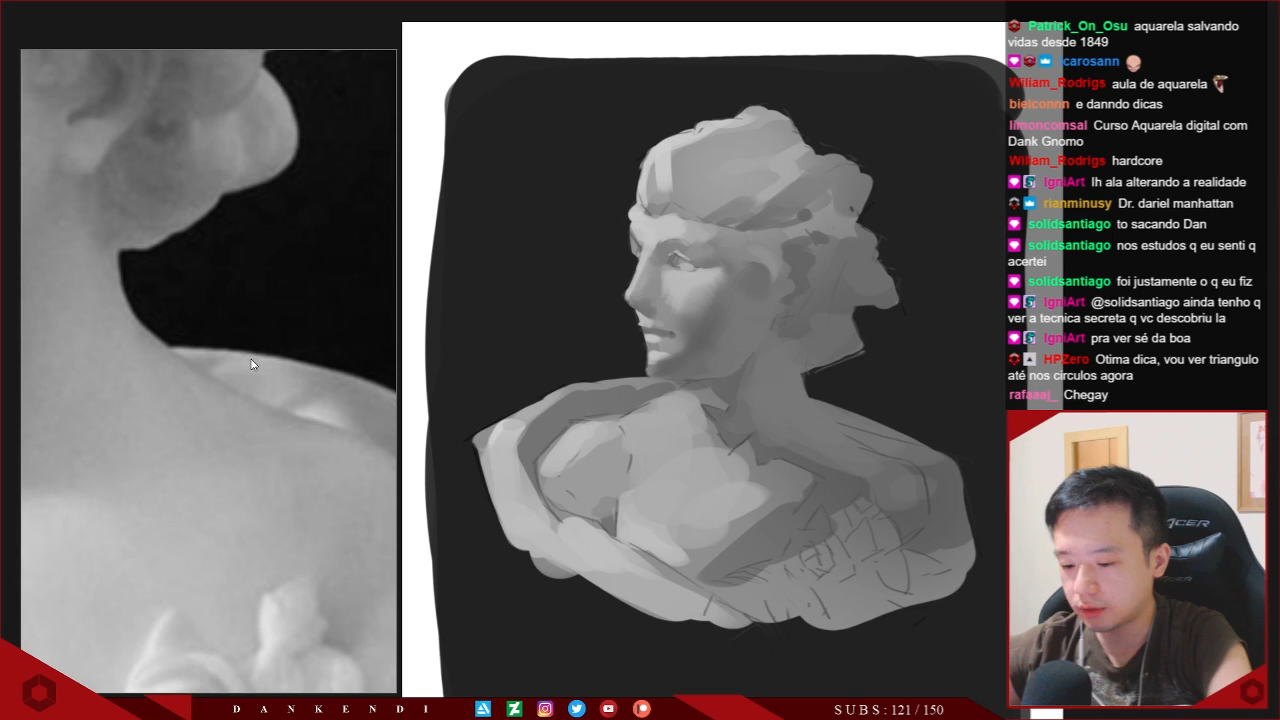 Patrick_On_Osu aquarela salvando
vidas desde 1849
carosann
Wiliam_Rodrigs aula de aquarela
bielconnn e danndo dicas
limoncomsal Curso Aquarela digital com
Dank Gnomo
Wiliam_Rodrigs hardcore
IgniArt Ih ala alterando a realidade
rianminusy Dr. dariel manhattan
solidsantiago to sacando Dan
solidsantiago nos estudos q eu senti q
acertei
solidsantiago foi justamente o q eu fiz
IgniArt @solidsantiago ainda tenho q
ver a tecnica secreta q vc descobriu la
IgniArt pra ver sé da boa
HPZero Otima dica, vou ver triangulo
até nos circulos agora
rafaaaj_ Chegay
ACER
DANKENDI
SUBS: 121 / 150